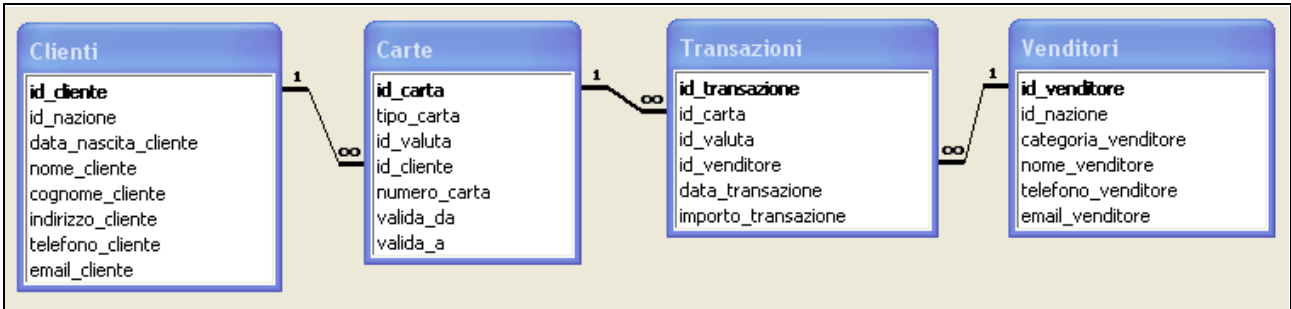 Clienti
id_cliente
id_nazione
data_nascita_cliente
nome_cliente
cognome_cliente
indirizzo_cliente
telefono_cliente
email_cliente
1
∞
Carte
id_carta
tipo_carta
id_valuta
id_cliente
numero_carta
valida_da
valida_a
1
∞
Transazioni
id_transazione
id_carta
id_valuta
id_venditore
data_transazione
importo_transazione
∞
1
Venditori
id_venditore
id_nazione
categoria_venditore
nome_venditore
telefono_venditore
email_venditore